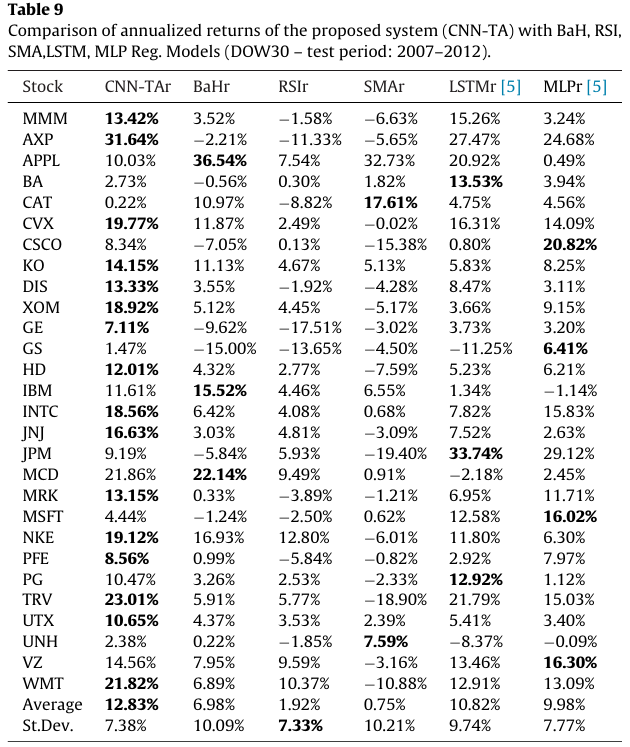 Table 9
Comparison of annualized returns of the proposed system (CNN-TA) with BaH, RSI,
SMA,LSTM, MLP Reg. Models (DOW30 – test period: 2007–2012).
Stock CNN-TAr BaHr RSIr SMAr LSTMr [5] MLPr [5]
MMM 13.42% 3.52% −1.58% −6.63% 15.26% 3.24%
AXP 31.64% −2.21% −11.33% −5.65% 27.47% 24.68%
APPL 10.03% 36.54% 7.54% 32.73% 20.92% 0.49%
BA 2.73% −0.56% 0.30% 1.82% 13.53% 3.94%
CAT 0.22% 10.97% −8.82% 17.61% 4.75% 4.56%
CVX 19.77% 11.87% 2.49% −0.02% 16.31% 14.09%
CSCO 8.34% −7.05% 0.13% −15.38% 0.80% 20.82%
KO 14.15% 11.13% 4.67% 5.13% 5.83% 8.25%
DIS 13.33% 3.55% −1.92% −4.28% 8.47% 3.11%
XOM 18.92% 5.12% 4.45% −5.17% 3.66% 9.15%
GE 7.11% −9.62% −17.51% −3.02% 3.73% 3.20%
GS 1.47% −15.00% −13.65% −4.50% −11.25% 6.41%
HD 12.01% 4.32% 2.77% −7.59% 5.23% 6.21%
IBM 11.61% 15.52% 4.46% 6.55% 1.34% −1.14%
INTC 18.56% 6.42% 4.08% 0.68% 7.82% 15.83%
JNJ 16.63% 3.03% 4.81% −3.09% 7.52% 2.63%
JPM 9.19% −5.84% 5.93% −19.40% 33.74% 29.12%
MCD 21.86% 22.14% 9.49% 0.91% −2.18% 2.45%
MRK 13.15% 0.33% −3.89% −1.21% 6.95% 11.71%
MSFT 4.44% −1.24% −2.50% 0.62% 12.58% 16.02%
NKE 19.12% 16.93% 12.80% −6.01% 11.80% 6.30%
PFE 8.56% 0.99% −5.84% −0.82% 2.92% 7.97%
PG 10.47% 3.26% 2.53% −2.33% 12.92% 1.12%
TRV 23.01% 5.91% 5.77% −18.90% 21.79% 15.03%
UTX 10.65% 4.37% 3.53% 2.39% 5.41% 3.40%
UNH 2.38% 0.22% −1.85% 7.59% −8.37% −0.09%
VZ 14.56% 7.95% 9.59% −3.16% 13.46% 16.30%
WMT 21.82% 6.89% 10.37% −10.88% 12.91% 13.09%
Average 12.83% 6.98% 1.92% 0.75% 10.82% 9.98%
St.Dev. 7.38% 10.09% 7.33% 10.21% 9.74% 7.77%